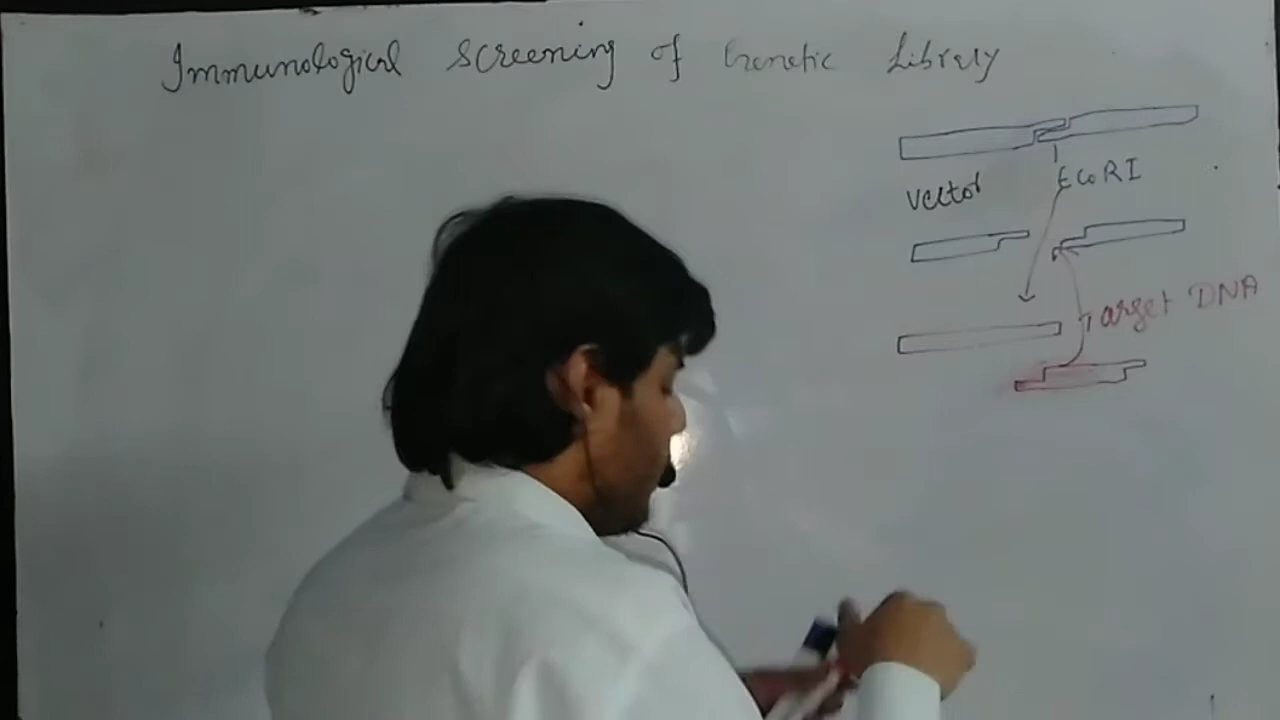 Immunological Screening of Genetic Library
Vector
EcoRI
Target DNA